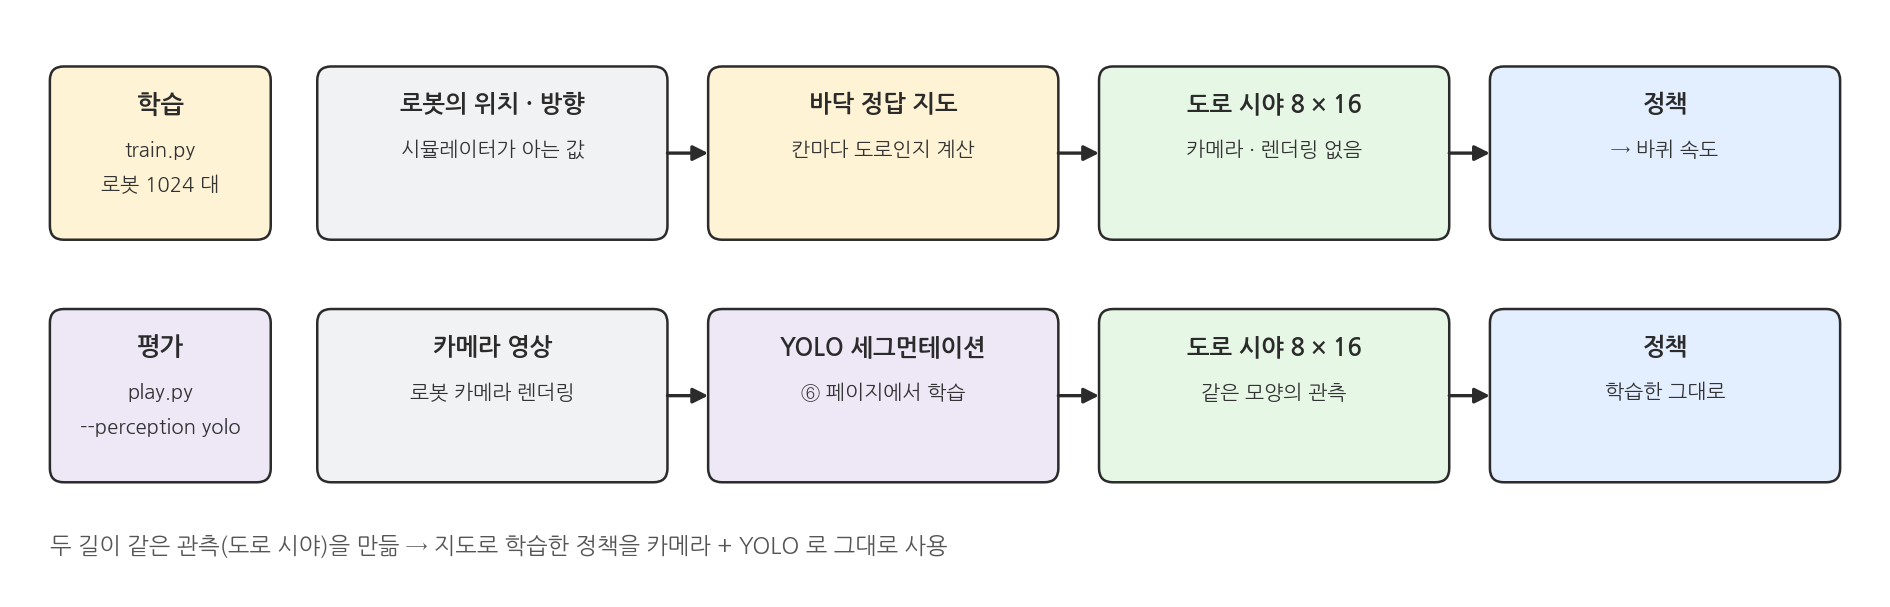 학습
train.py
로봇 1024 대
로봇의 위치 · 방향
시뮬레이터가 아는 값
바닥 정답 지도
칸마다 도로인지 계산
도로 시야 8 × 16
카메라 · 렌더링 없음
정책
→ 바퀴 속도
평가
play.py
--perception yolo
카메라 영상
로봇 카메라 렌더링
YOLO 세그먼테이션
⑥ 페이지에서 학습
도로 시야 8 × 16
같은 모양의 관측
정책
학습한 그대로
두 길이 같은 관측(도로 시야)을 만듦 → 지도로 학습한 정책을 카메라 + YOLO 로 그대로 사용